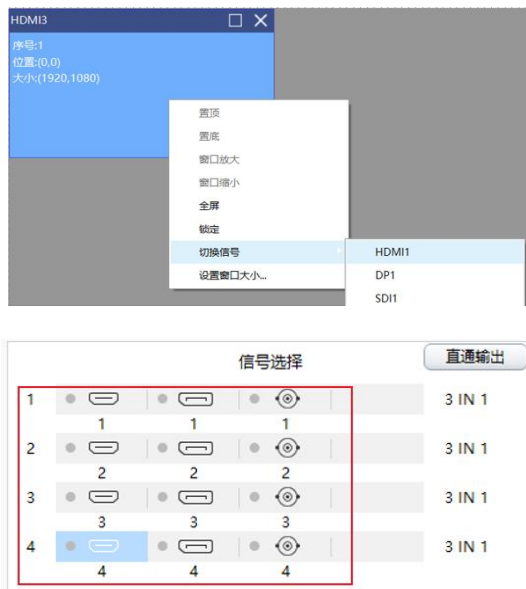 HDMI3
序号:1
位置:(0,0)
大小:(1920,1080)
置顶
置底
窗口放大
窗口缩小
全屏
锁定
切换信号
设置窗口大小...
HDMI1
DP1
SDI1
信号选择
直通输出
1
3 IN 1
1 1 1
2
3 IN 1
2 2 2
3
3 IN 1
3 3 3
4
3 IN 1
4 4 4